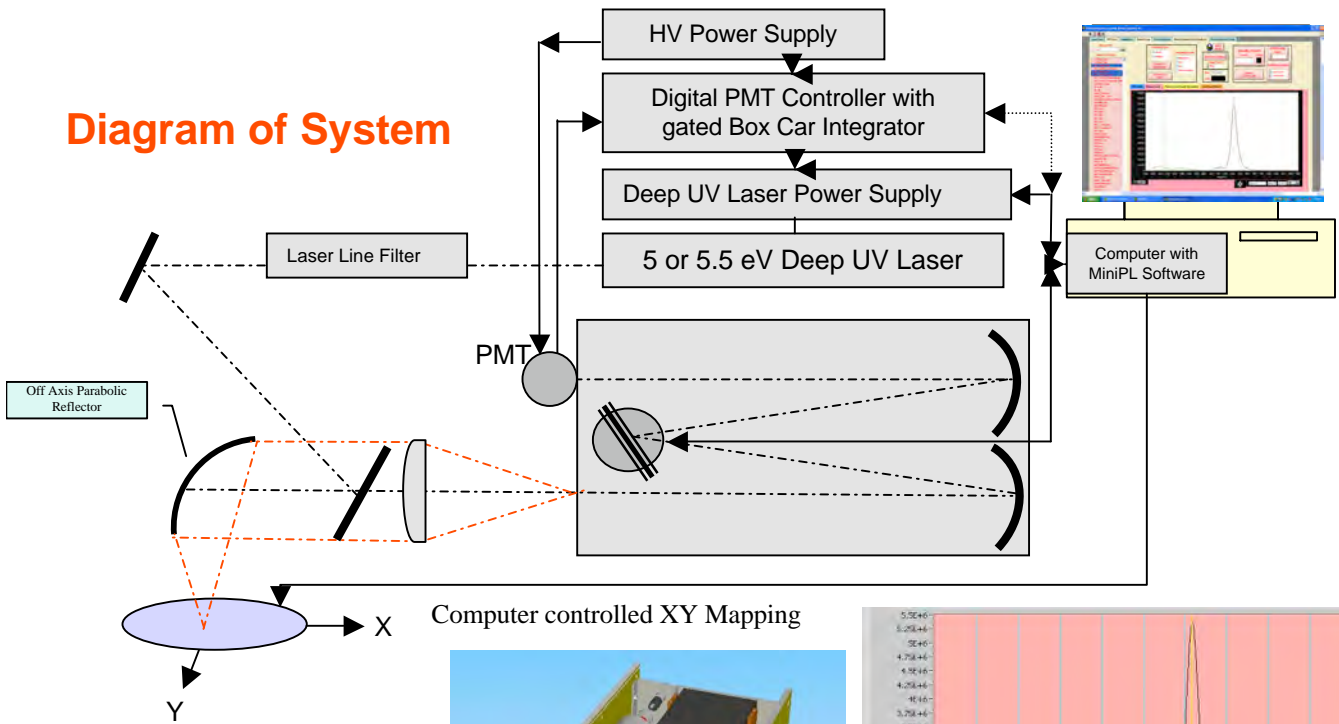 HV Power Supply
Diagram of System
Digital PMT Controller with
gated Box Car Integrator
Deep UV Laser Power Supply
Laser Line Filter
5 or 5.5 eV Deep UV Laser
Computer with
MiniPL Software
PMT
Off Axis Parabolic
Reflector
X
Y
Computer controlled XY Mapping
5.5E+6
5.25E+6
5E+6
4.75E+6
4.5E+6
4.25E+6
4E+6
3.75E+6